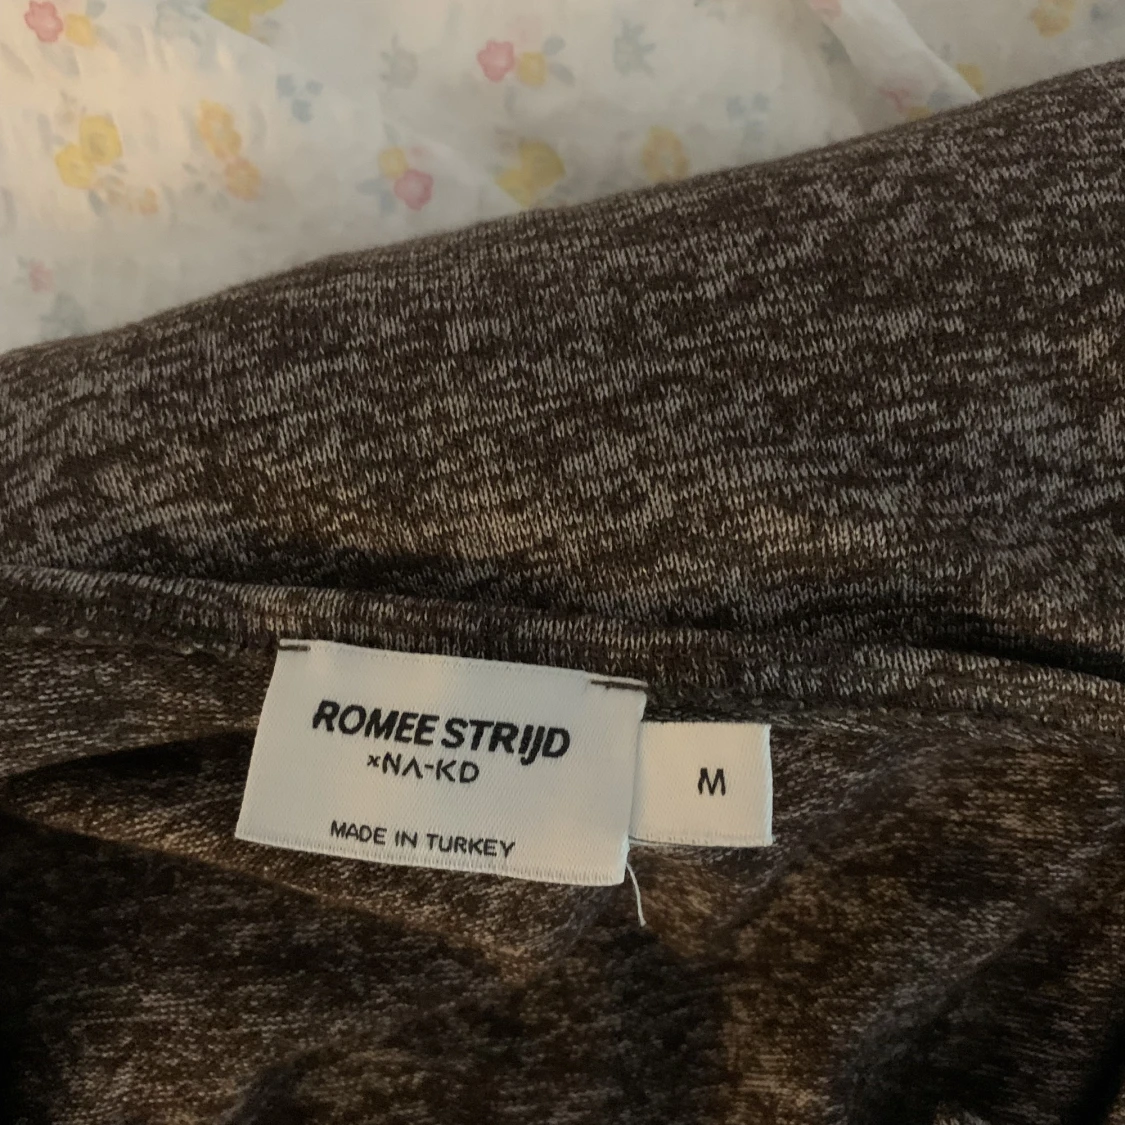 ROMEE STRIJD
×NA-KD
MADE IN TURKEY
M